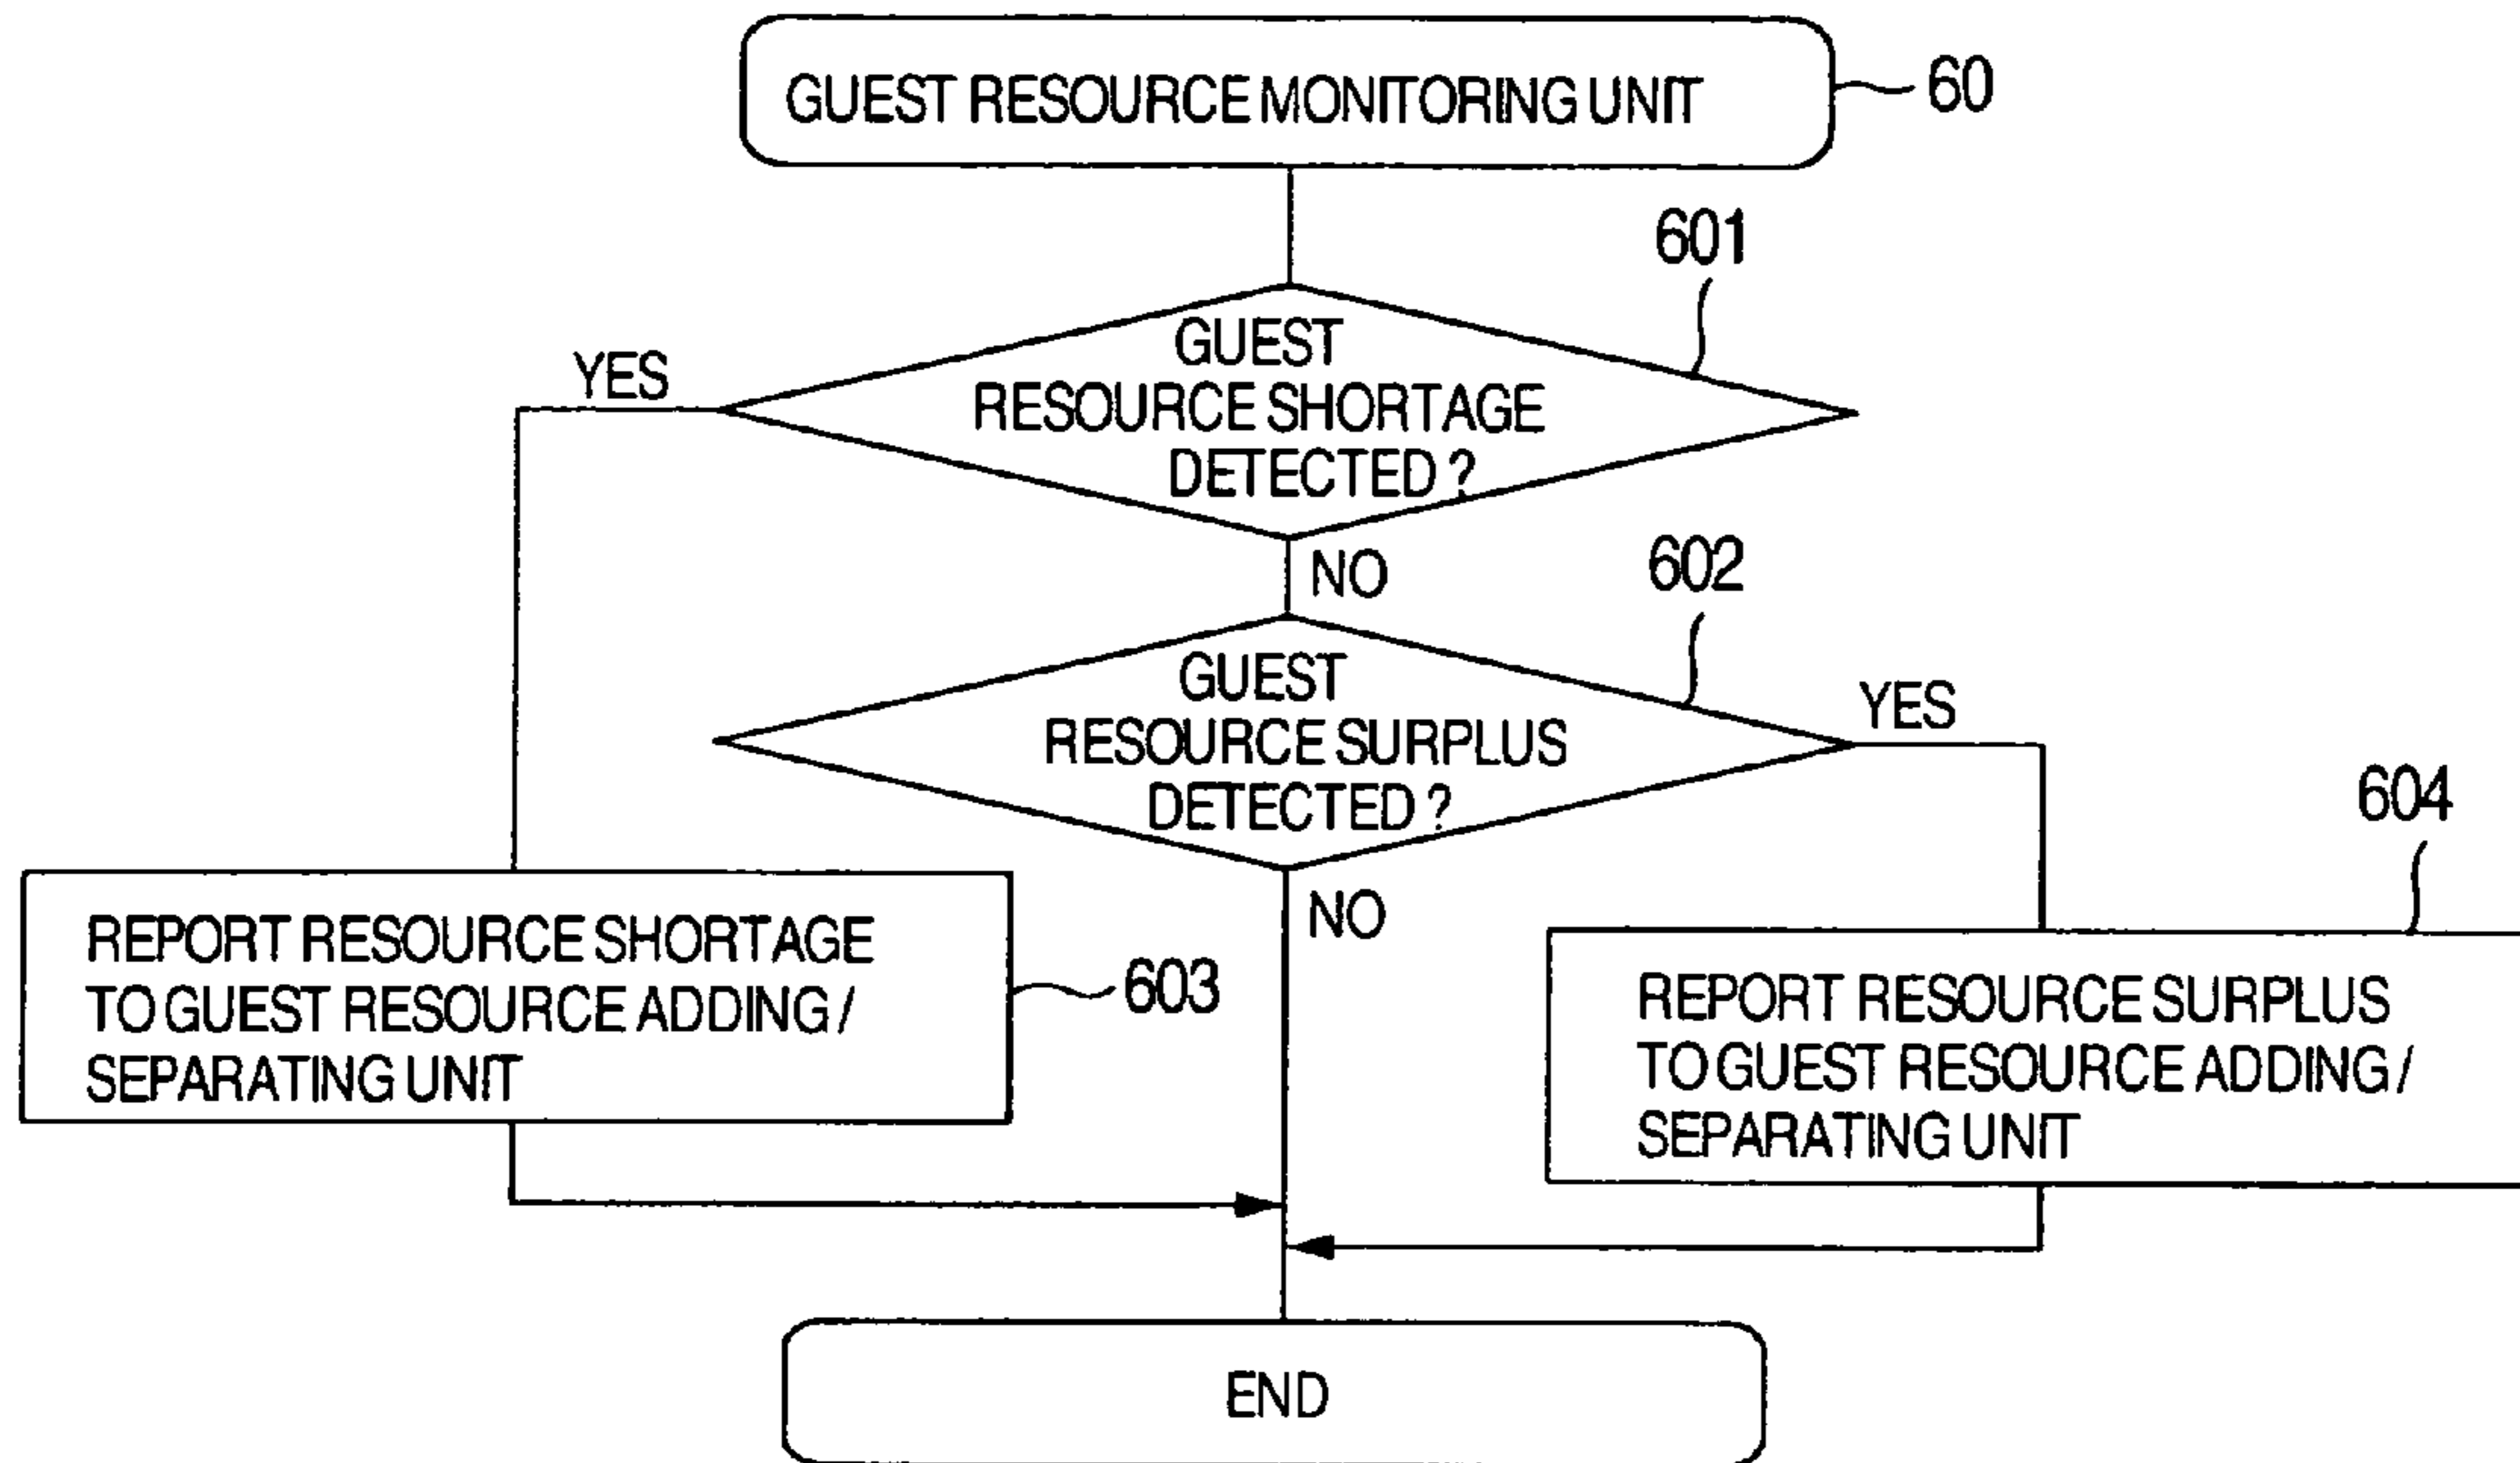 GUEST RESOURCE MONITORING UNIT
60
601
GUEST
RESOURCE SHORTAGE
DETECTED ?
YES
NO
602
GUEST
RESOURCE SURPLUS
DETECTED ?
YES
604
NO
REPORT RESOURCE SHORTAGE
TO GUEST RESOURCE ADDING /
SEPARATING UNIT
603
REPORT RESOURCE SURPLUS
TO GUEST RESOURCE ADDING /
SEPARATING UNIT
END